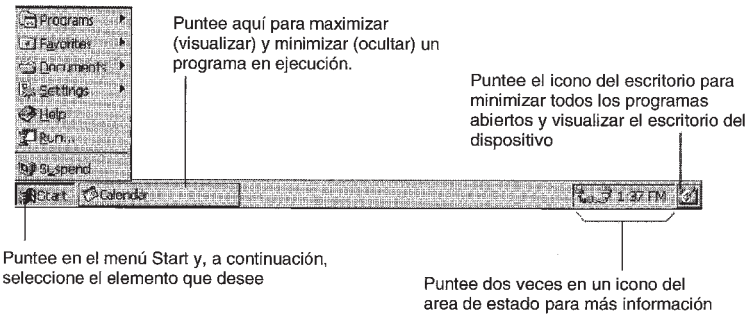 Programs
Favorites
Documents
Settings
Help
Run...
Suspend
Start
Calendar
1:37 PM
Puntee aquí para maximizar
(visualizar) y minimizar (ocultar) un
programa en ejecución.
Puntee el icono del escritorio para
minimizar todos los programas
abiertos y visualizar el escritorio del
dispositivo
Puntee en el menú Start y, a continuación,
seleccione el elemento que desee
Puntee dos veces en un icono del
area de estado para más información